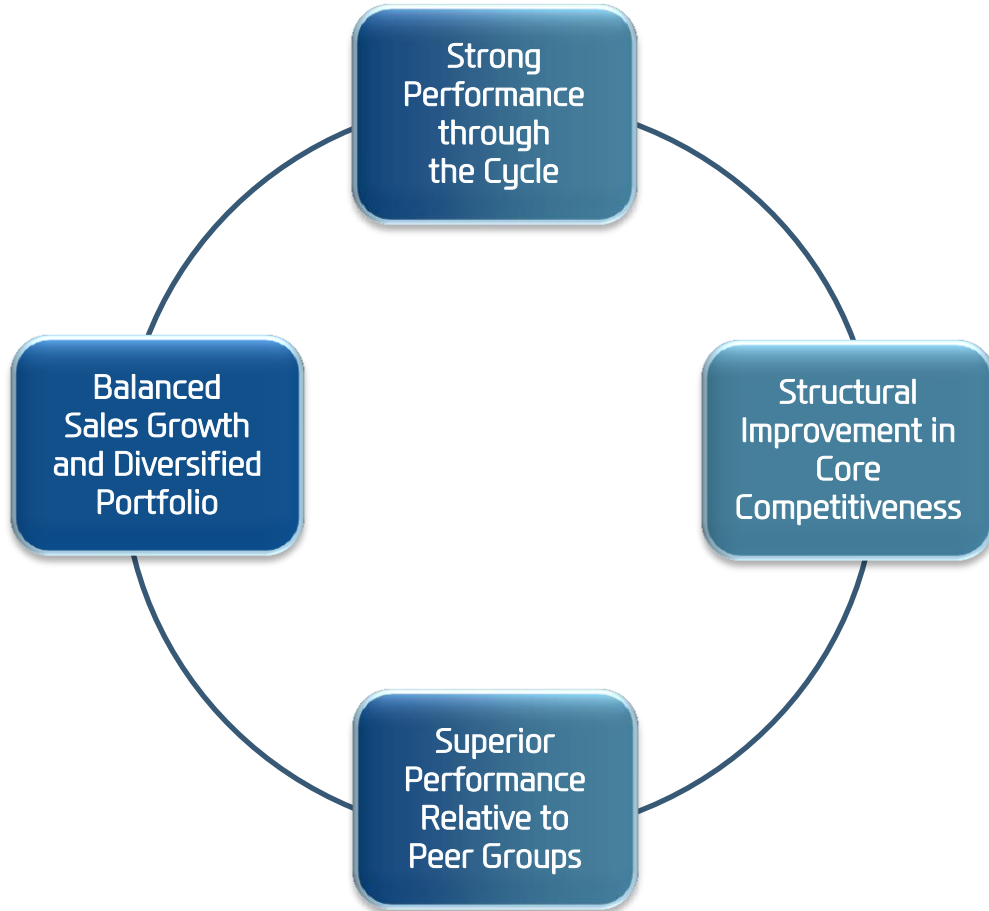 Strong
Performance
through
the Cycle
Balanced
Sales Growth
and Diversified
Portfolio
Structural
Improvement in
Core
Competitiveness
Superior
Performance
Relative to
Peer Groups